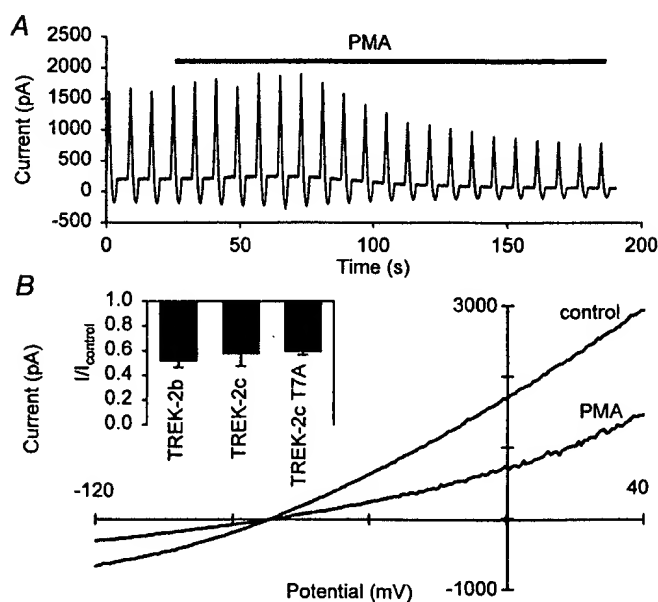 A
PMA
Current (pA)
2500
2000
1500
1000
500
0
-500
0
50
100
150
200
Time (s)
B
Current (pA)
I/Icontrol
1.0
0.8
0.6
0.4
0.2
0.0
TREK-2b
TREK-2c
TREK-2c T7A
3000
control
PMA
-120
40
-1000
Potential (mV)